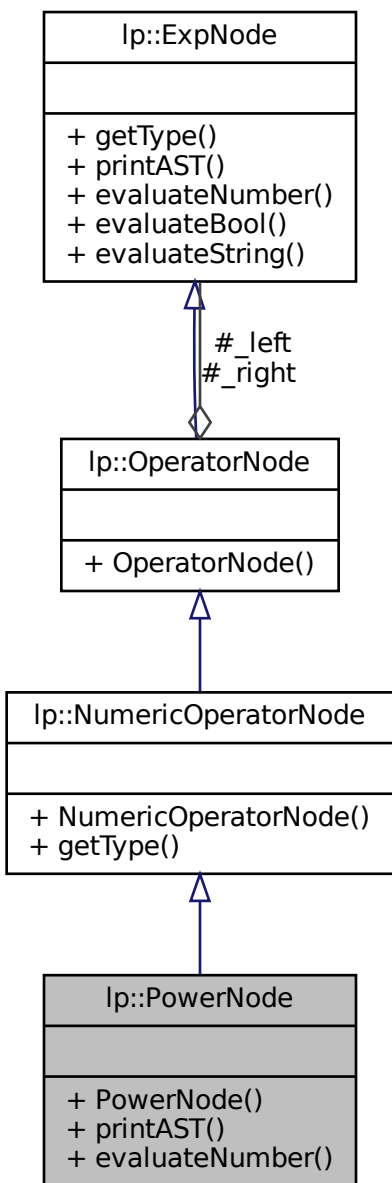 lp::ExpNode
+ getType()
+ printAST()
+ evaluateNumber()
+ evaluateBool()
+ evaluateString()
#_left
#_right
lp::OperatorNode
+ OperatorNode()
lp::NumericOperatorNode
+ NumericOperatorNode()
+ getType()
lp::PowerNode
+ PowerNode()
+ printAST()
+ evaluateNumber()